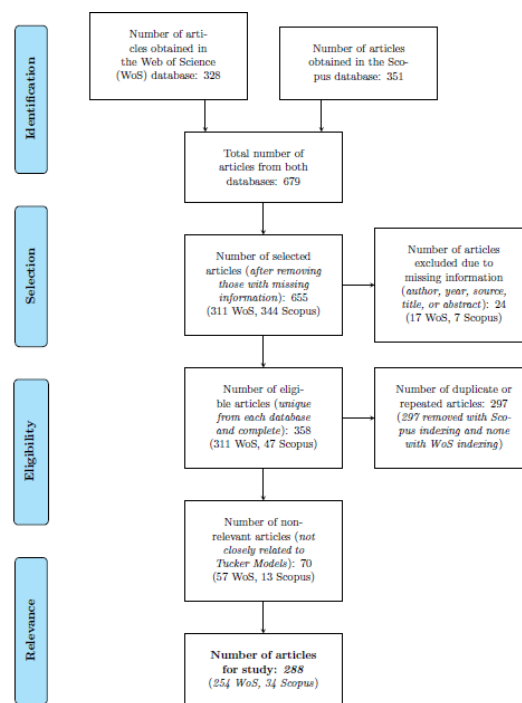 Identification
Number of arti-
cles obtained in
the Web of Science
(WoS) database: 328
Number of articles
obtained in the Sco-
pus database: 351
Total number of
articles from both
databases: 679
Selection
Number of selected
articles (after removing
those with missing
information): 655
(311 WoS, 344 Scopus)
Number of articles
excluded due to
missing information
(author, year, source,
title, or abstract): 24
(17 WoS, 7 Scopus)
Eligibility
Number of eligi-
ble articles (unique
from each database
and complete): 358
(311 WoS, 47 Scopus)
Number of duplicate or
repeated articles: 297
(297 removed with Sco-
pus indexing and none
with WoS indexing)
Number of non-
relevant articles (not
closely related to
Tucker Models): 70
(57 WoS, 13 Scopus)
Relevance
Number of articles
for study: 288
(254 WoS, 34 Scopus)